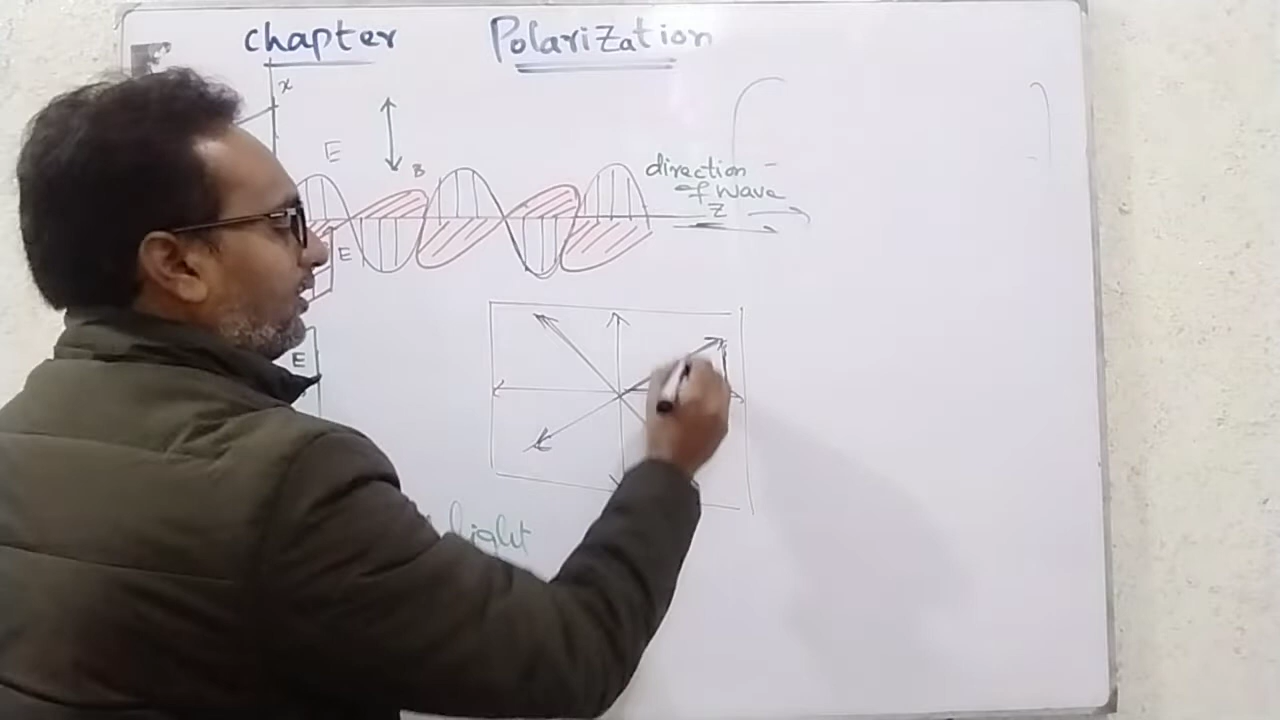 chapter Polarization
x
E
B
direction
of wave
z
E
E
light